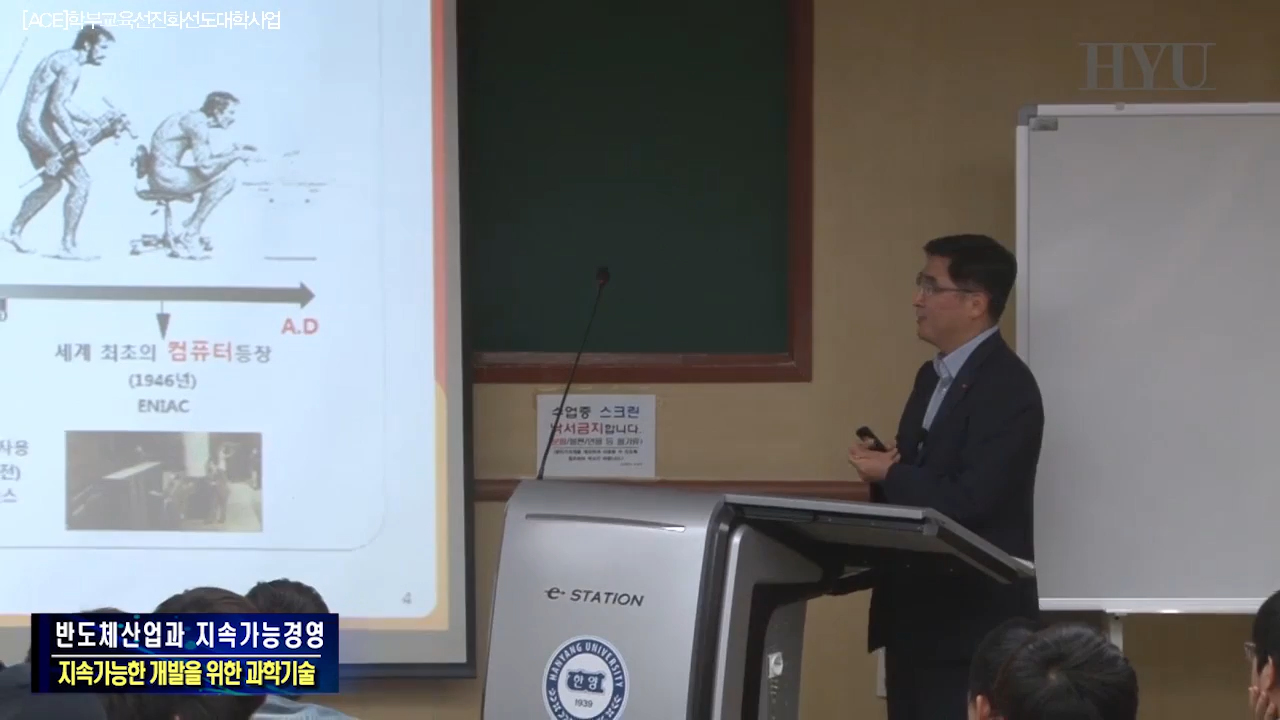 [ACE]학부교육선진화선도대학사업
HYU
A.D
세계 최초의 컴퓨터등장
(1946년)
ENIAC
사용
전)
스
4
수업중 스크린
낙서금지합니다.
e-STATION
HANYANG UNIVERSITY
한양
1939
반도체산업과 지속가능경영
지속가능한 개발을 위한 과학기술